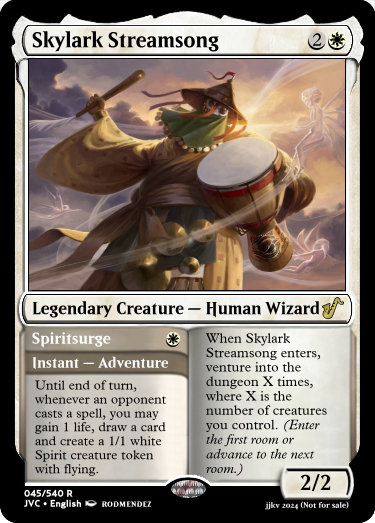 Skylark Streamsong 2
Legendary Creature — Human Wizard
Spiritsurge
Instant — Adventure
Until end of turn,
whenever an opponent
casts a spell, you may
gain 1 life, draw a card
and create a 1/1 white
Spirit creature token
with flying.
When Skylark
Streamsong enters,
venture into the
dungeon X times,
where X is the
number of creatures
you control. (Enter
the first room or
advance to the next
room.)
2/2
045/540 R
JVC • English RODMENDEZ
jjkv 2024 (Not for sale)